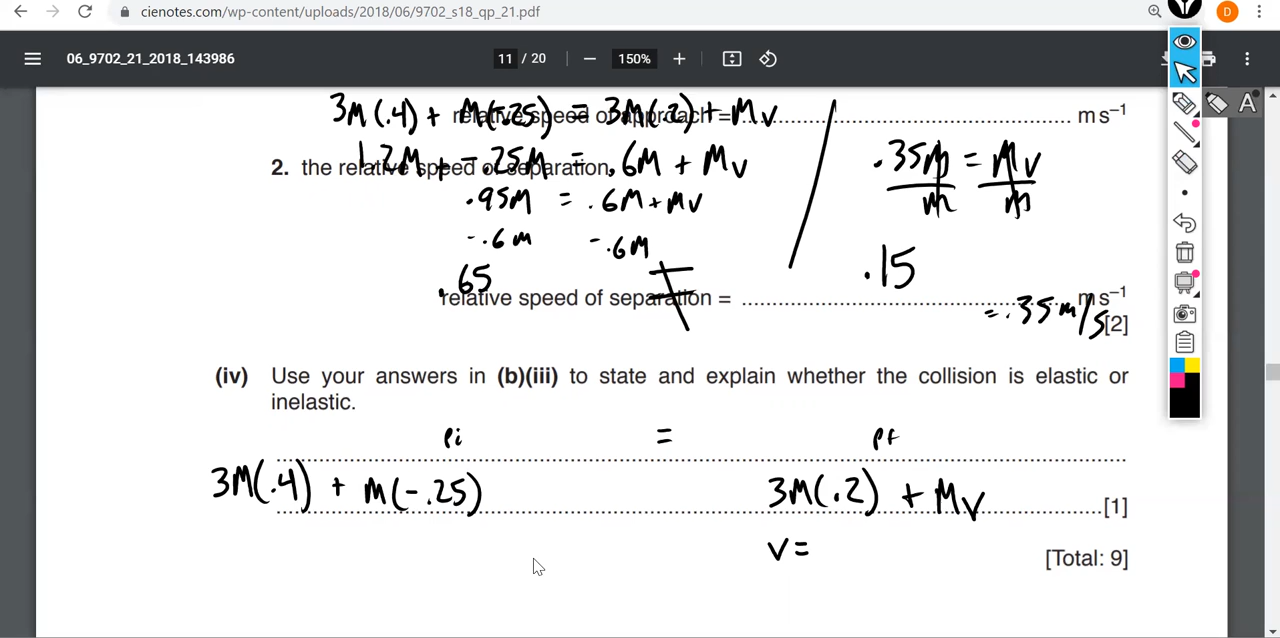 cienotes.com/wp-content/uploads/2018/06/9702_s18_qp_21.pdf
D
06_9702_21_2018_143986
11 / 20
150%
A
3M(.4) + M(-.25) = 3M(.2) + Mv
relative speed of approach = ........ m s⁻¹
1.2M + -.25M = .6M + Mv
.35m = Mv
m m
2. the relative speed of separation.
.95M = .6M + Mv
-.6M -.6M
.65
.15
relative speed of separation = ........ m s⁻¹
= .35 m/s
[2]
(iv) Use your answers in (b)(iii) to state and explain whether the collision is elastic or
inelastic.
Pi = Pf
3M(.4) + M(-.25) 3M(.2) + Mv
[1]
v =
[Total: 9]